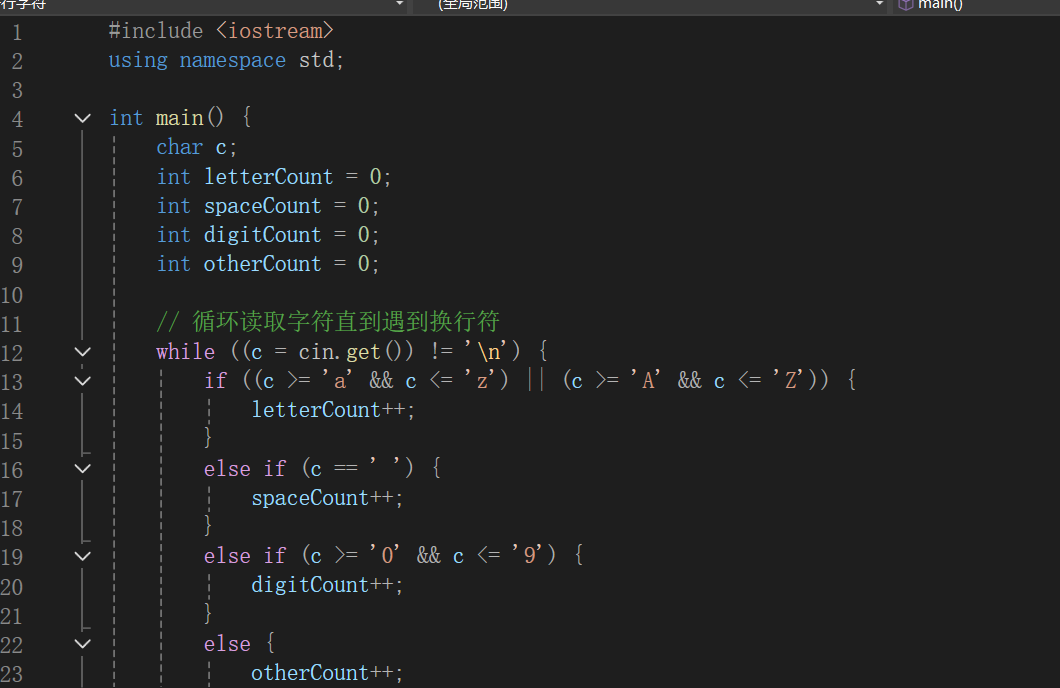 行字符 (全局范围) main()
1 #include <iostream>
2 using namespace std;
3
4 int main() {
5 char c;
6 int letterCount = 0;
7 int spaceCount = 0;
8 int digitCount = 0;
9 int otherCount = 0;
10
11 // 循环读取字符直到遇到换行符
12 while ((c = cin.get()) != '\n') {
13 if ((c >= 'a' && c <= 'z') || (c >= 'A' && c <= 'Z')) {
14 letterCount++;
15 }
16 else if (c == ' ') {
17 spaceCount++;
18 }
19 else if (c >= '0' && c <= '9') {
20 digitCount++;
21 }
22 else {
23 otherCount++;